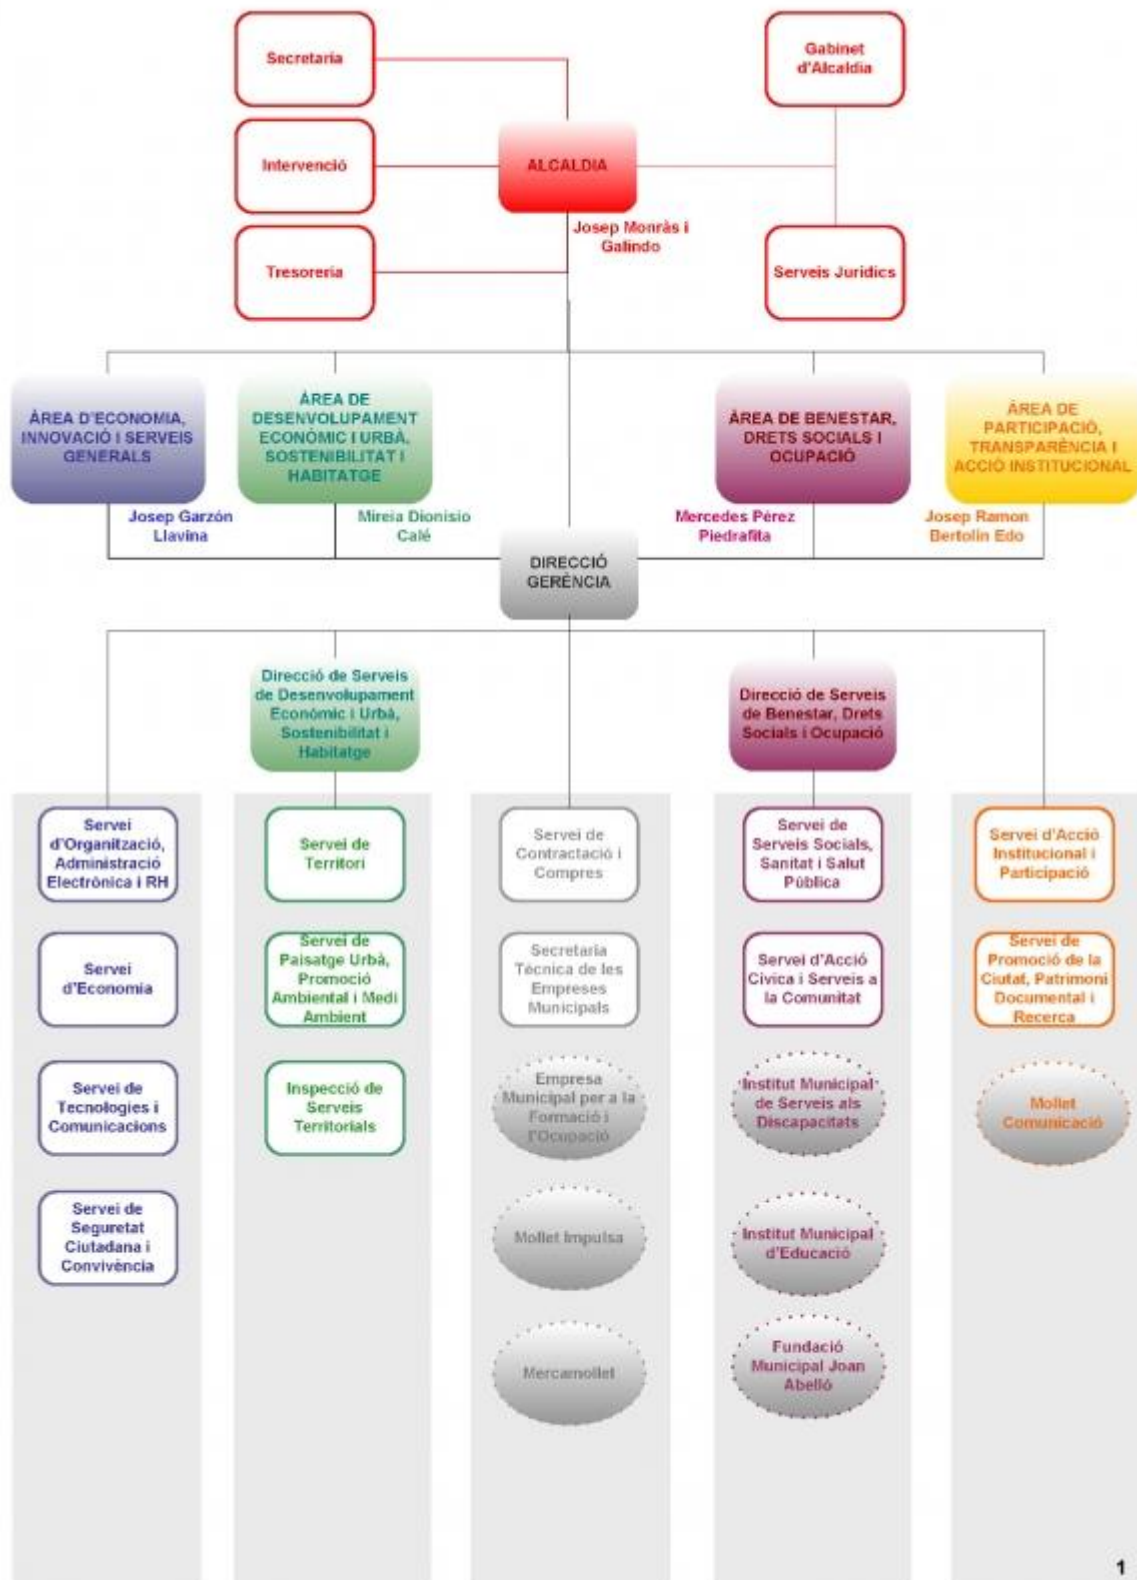 Secretaria
Gabinet
d'Alcaldia
Intervenció
ALCALDIA
Josep Monràs i
Galindo
Tresoreria
Serveis Jurídics
ÀREA D'ECONOMIA,
INNOVACIÓ I SERVEIS
GENERALS
Josep Garzón
Llavina
ÀREA DE
DESENVOLUPAMENT
ECONÒMIC I URBÀ,
SOSTENIBILITAT I
HABITATGE
Mireia Dionisio
Calé
ÀREA DE BENESTAR,
DRETS SOCIALS I
OCUPACIÓ
Mercedes Pérez
Piedrafita
ÀREA DE
PARTICIPACIÓ,
TRANSPARÈNCIA I
ACCIÓ INSTITUCIONAL
Josep Ramon
Bertolín Edo
DIRECCIÓ
GERÈNCIA
Direcció de Serveis
de Desenvolupament
Econòmic i Urbà,
Sostenibilitat i
Habitatge
Direcció de Serveis
de Benestar, Drets
Socials i Ocupació
Servei
d'Organització,
Administració
Electrònica i RH
Servei
d'Economia
Servei de
Tecnologies i
Comunicacions
Servei de
Seguretat
Ciutadana i
Convivència
Servei de
Territori
Servei de
Paisatge Urbà,
Promoció
Ambiental i Medi
Ambient
Inspecció de
Serveis
Territorials
Servei de
Contractació i
Compres
Secretaria
Tècnica de les
Empreses
Municipals
Empresa
Municipal per a la
Formació i
l'Ocupació
Mollet Impulsa
Mercamollet
Servei de
Serveis Socials,
Sanitat i Salut
Pública
Servei d'Acció
Cívica i Serveis a
la Comunitat
Institut Municipal
de Serveis als
Discapacitats
Institut Municipal
d'Educació
Fundació
Municipal Joan
Abelló
Servei d'Acció
Institucional i
Participació
Servei de
Promoció de la
Ciutat, Patrimoni
Documental i
Recerca
Mollet
Comunicació
1